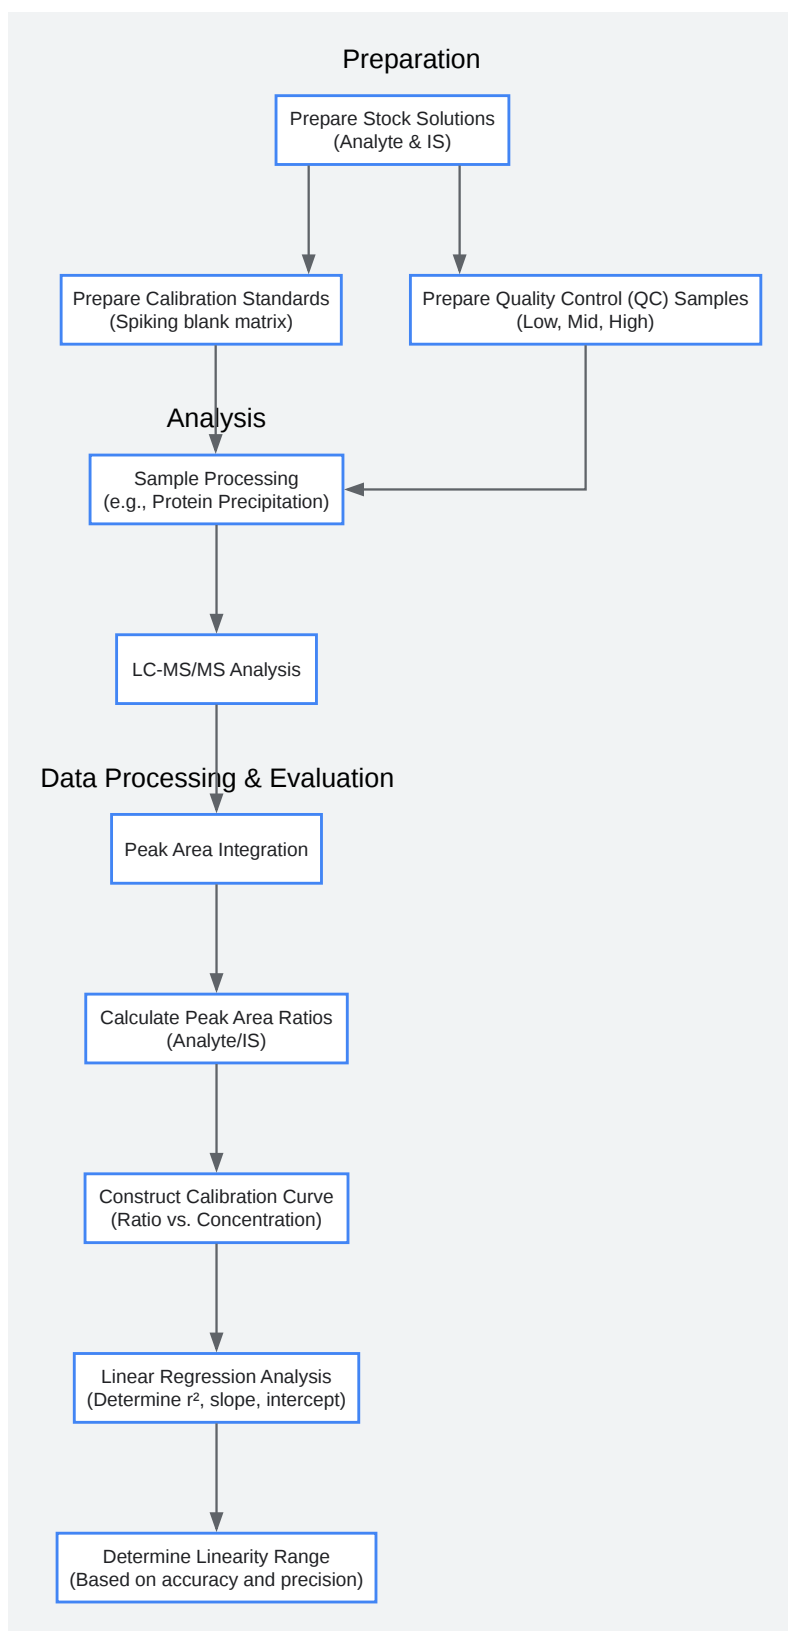 Preparation
Prepare Stock Solutions
(Analyte & IS)
Prepare Calibration Standards
(Spiking blank matrix)
Prepare Quality Control (QC) Samples
(Low, Mid, High)
Analysis
Sample Processing
(e.g., Protein Precipitation)
LC-MS/MS Analysis
Data Processing & Evaluation
Peak Area Integration
Calculate Peak Area Ratios
(Analyte/IS)
Construct Calibration Curve
(Ratio vs. Concentration)
Linear Regression Analysis
(Determine r², slope, intercept)
Determine Linearity Range
(Based on accuracy and precision)